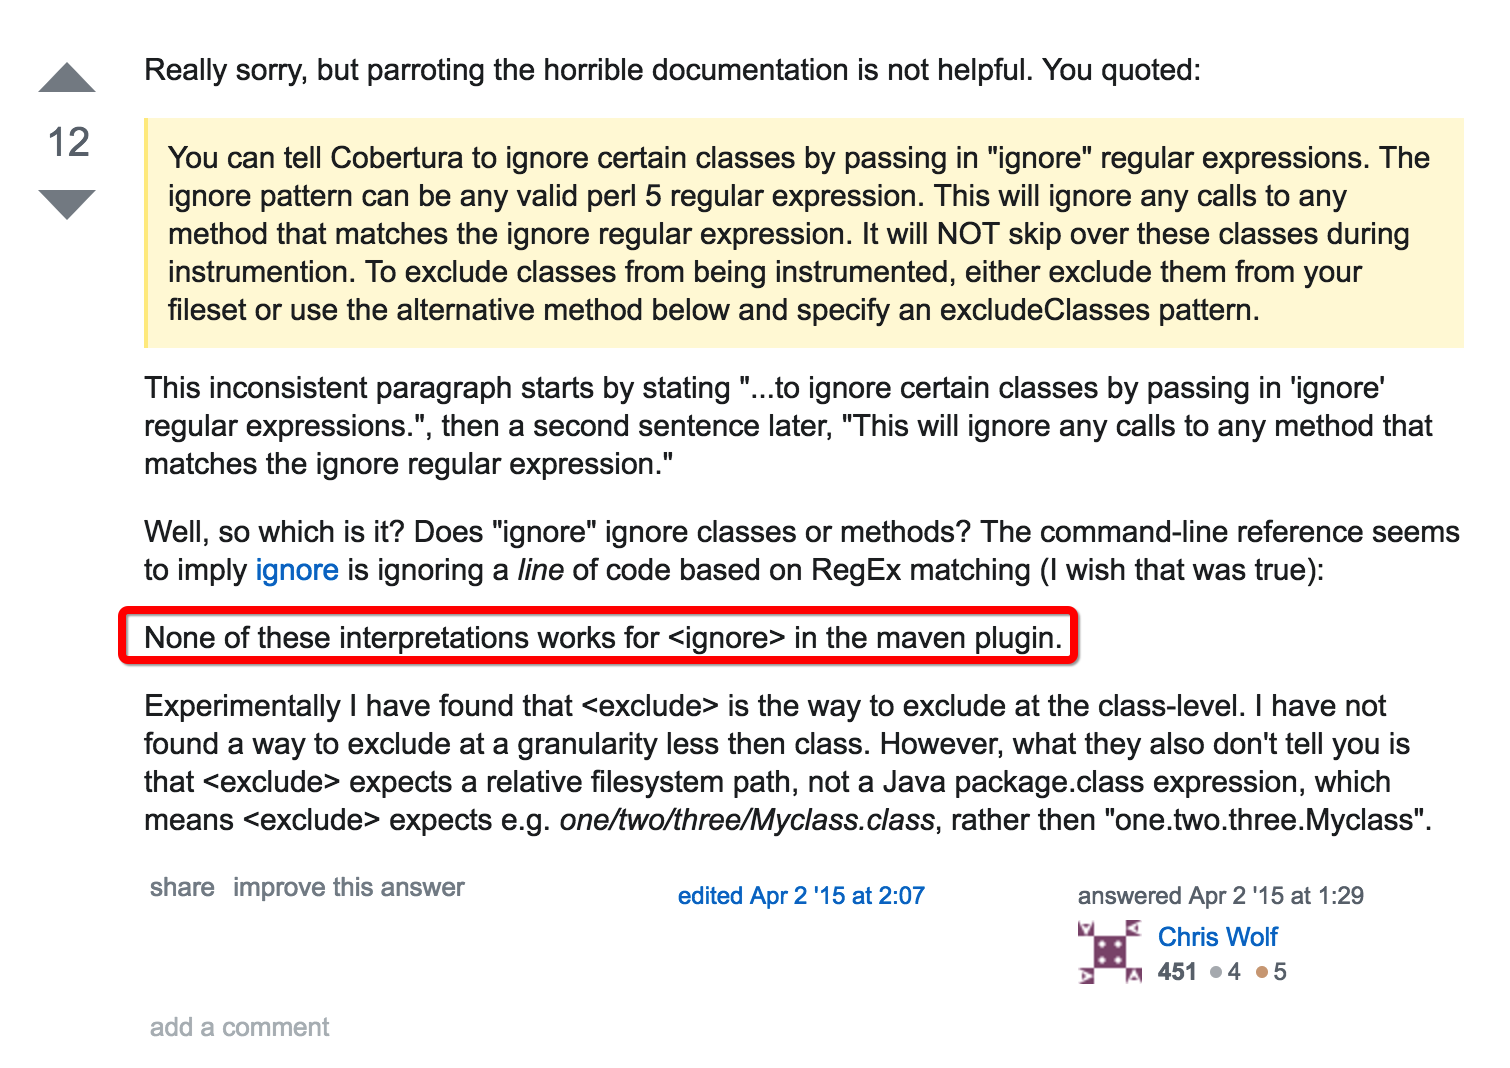 Really sorry, but parroting the horrible documentation is not helpful. You quoted:
12
You can tell Cobertura to ignore certain classes by passing in "ignore" regular expressions. The
ignore pattern can be any valid perl 5 regular expression. This will ignore any calls to any
method that matches the ignore regular expression. It will NOT skip over these classes during
instrumention. To exclude classes from being instrumented, either exclude them from your
fileset or use the alternative method below and specify an excludeClasses pattern.
This inconsistent paragraph starts by stating "...to ignore certain classes by passing in 'ignore'
regular expressions.", then a second sentence later, "This will ignore any calls to any method that
matches the ignore regular expression."
Well, so which is it? Does "ignore" ignore classes or methods? The command-line reference seems
to imply ignore is ignoring a line of code based on RegEx matching (I wish that was true):
None of these interpretations works for <ignore> in the maven plugin.
Experimentally I have found that <exclude> is the way to exclude at the class-level. I have not
found a way to exclude at a granularity less then class. However, what they also don't tell you is
that <exclude> expects a relative filesystem path, not a Java package.class expression, which
means <exclude> expects e.g. one/two/three/Myclass.class, rather then "one.two.three.Myclass".
share improve this answer
edited Apr 2 '15 at 2:07
answered Apr 2 '15 at 1:29
Chris Wolf
451 ●4 ●5
add a comment